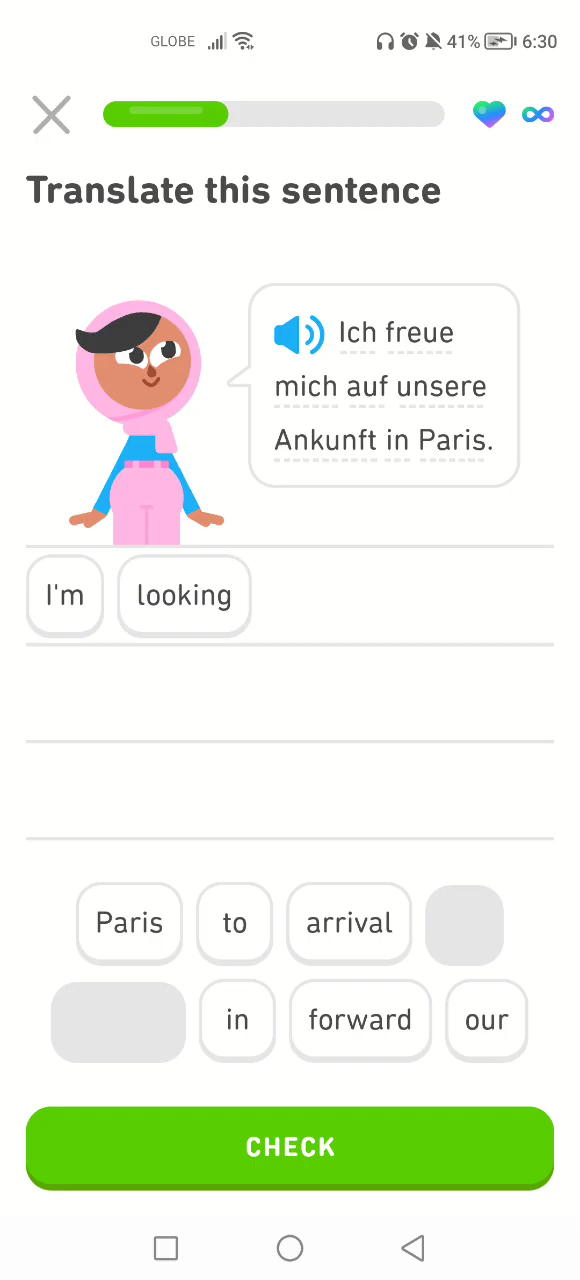 GLOBE 41% 6:30
Translate this sentence
Ich freue
mich auf unsere
Ankunft in Paris.
I'm looking
Paris to arrival
in forward our
CHECK